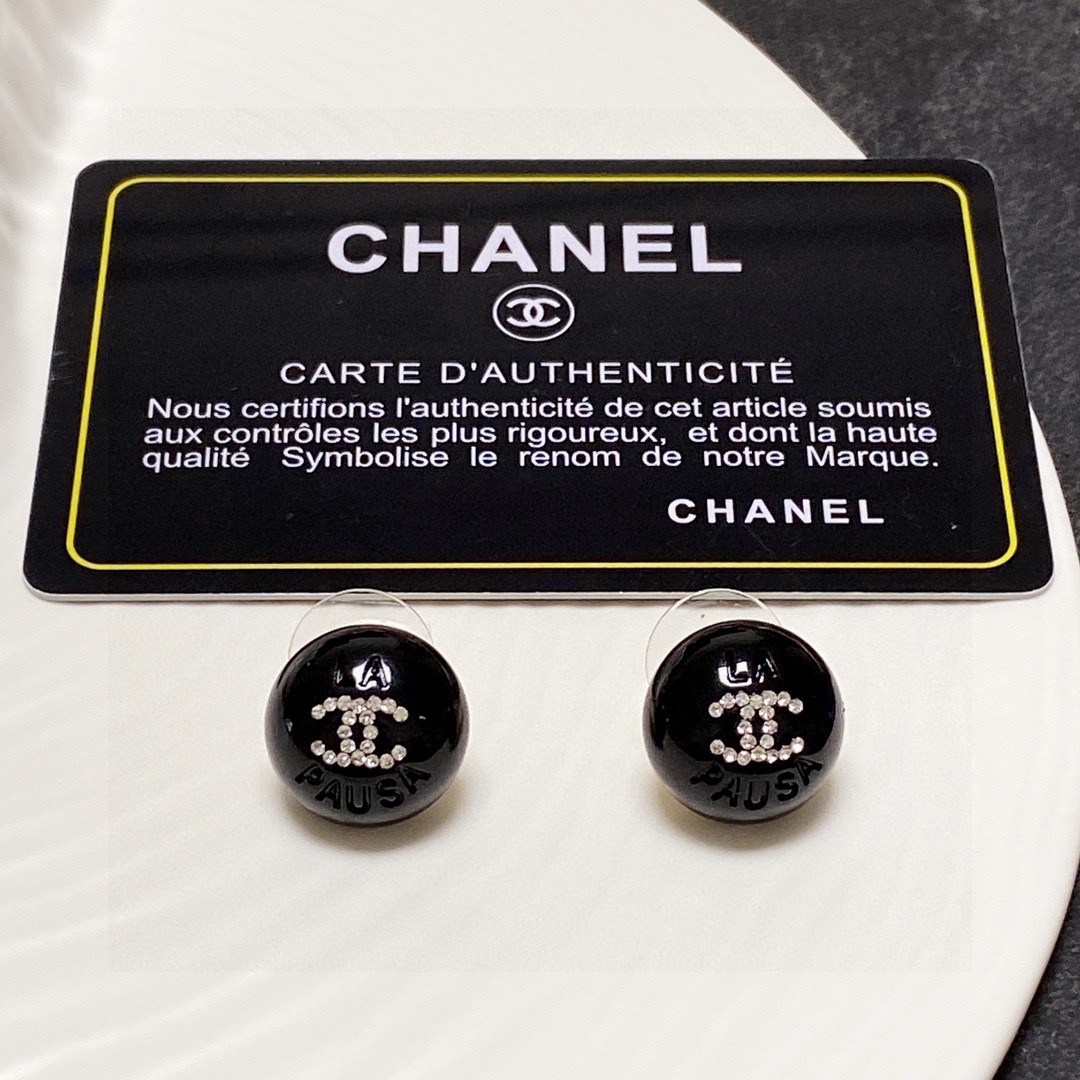 CHANEL
CARTE D'AUTHENTICITÉ
Nous certifions l'authenticité de cet article soumis
aux contrôles les plus rigoureux, et dont la haute
qualité Symbolise le renom de notre Marque.
CHANEL
LA
PAUSA
LA
PAUSA